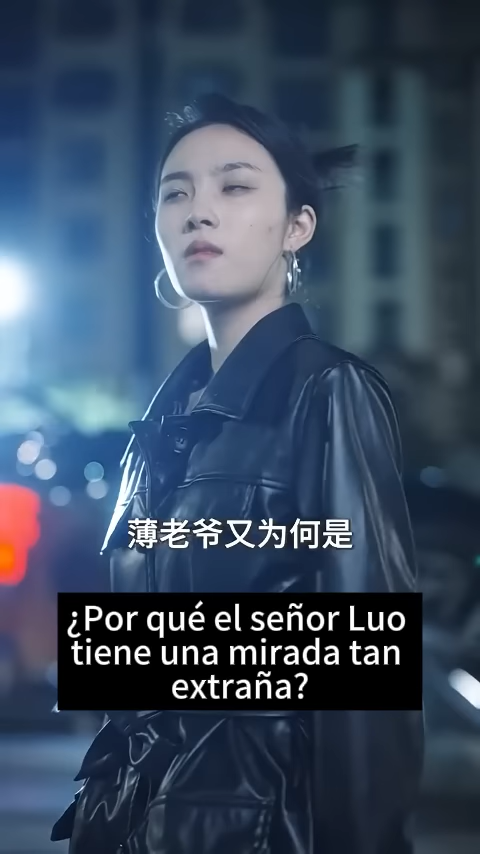 薄老爷又为何是
¿Por qué el señor Luo
tiene una mirada tan
extraña?